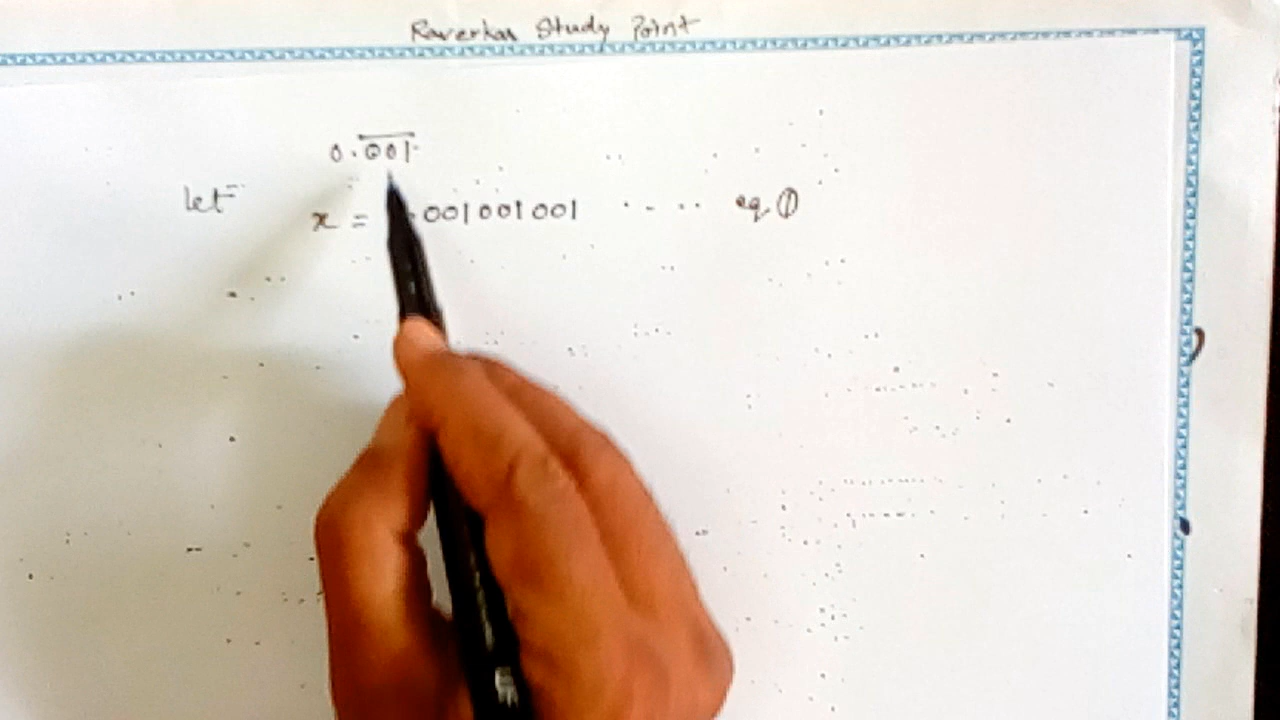 Raverkar Study Point
0.001
let
x = .001001001 ..... eq. ①